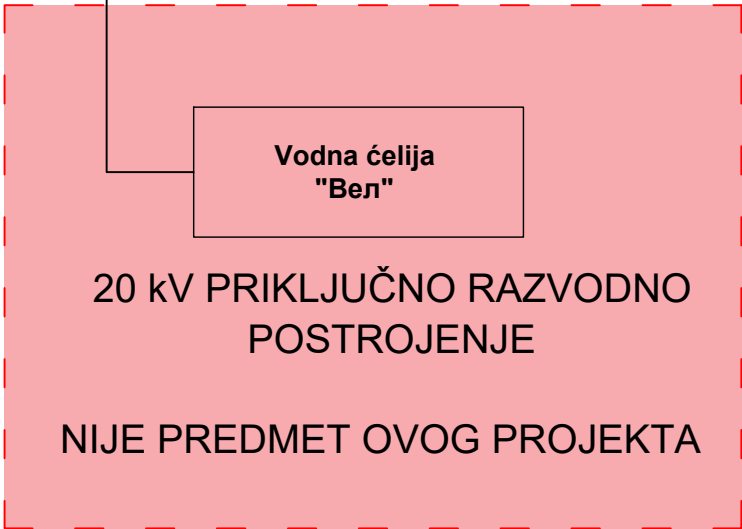 Vodna ćelija
"Вел"
20 kV PRIKLJUČNO RAZVODNO
POSTROJENJE
NIJE PREDMET OVOG PROJEKTA